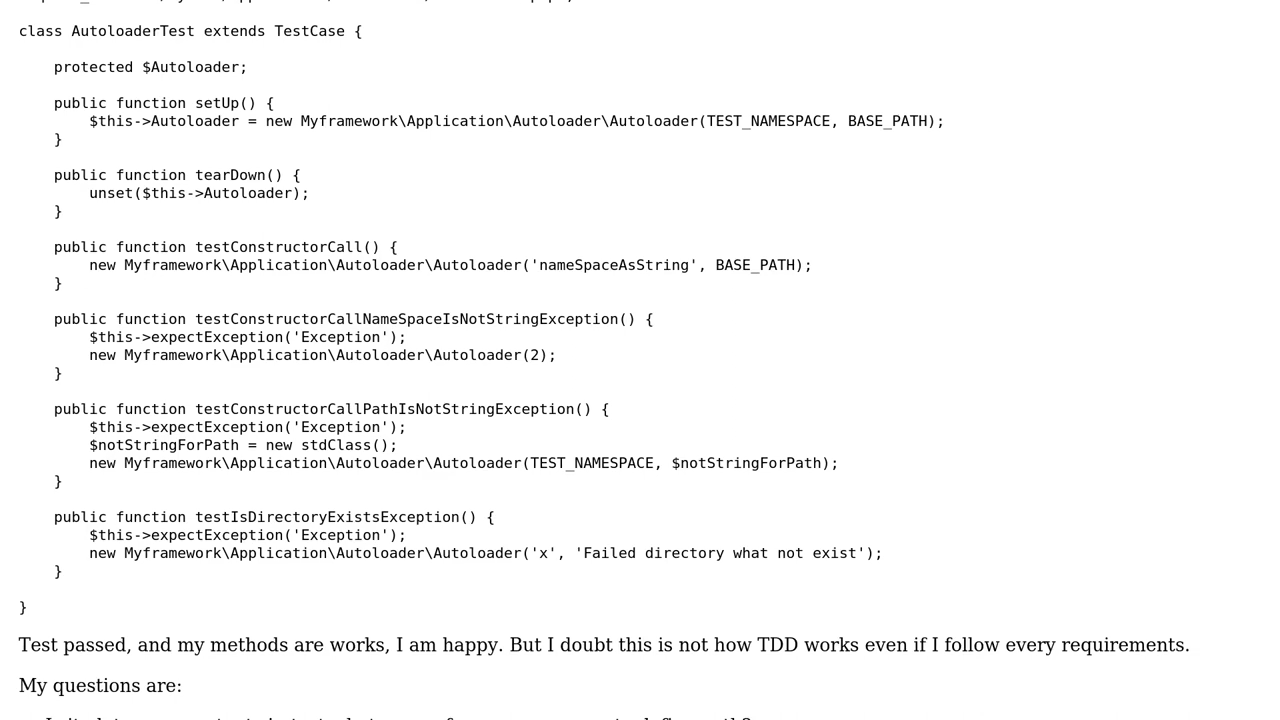 class AutoloaderTest extends TestCase {
protected $Autoloader;
public function setUp() {
$this->Autoloader = new Myframework\Application\Autoloader\Autoloader(TEST_NAMESPACE, BASE_PATH);
}
public function tearDown() {
unset($this->Autoloader);
}
public function testConstructorCall() {
new Myframework\Application\Autoloader\Autoloader('nameSpaceAsString', BASE_PATH);
}
public function testConstructorCallNameSpaceIsNotStringException() {
$this->expectException('Exception');
new Myframework\Application\Autoloader\Autoloader(2);
}
public function testConstructorCallPathIsNotStringException() {
$this->expectException('Exception');
$notStringForPath = new stdClass();
new Myframework\Application\Autoloader\Autoloader(TEST_NAMESPACE, $notStringForPath);
}
public function testIsDirectoryExistsException() {
$this->expectException('Exception');
new Myframework\Application\Autoloader\Autoloader('x', 'Failed directory what not exist');
}
}
Test passed, and my methods are works, I am happy. But I doubt this is not how TDD works even if I follow every requirements.
My questions are: